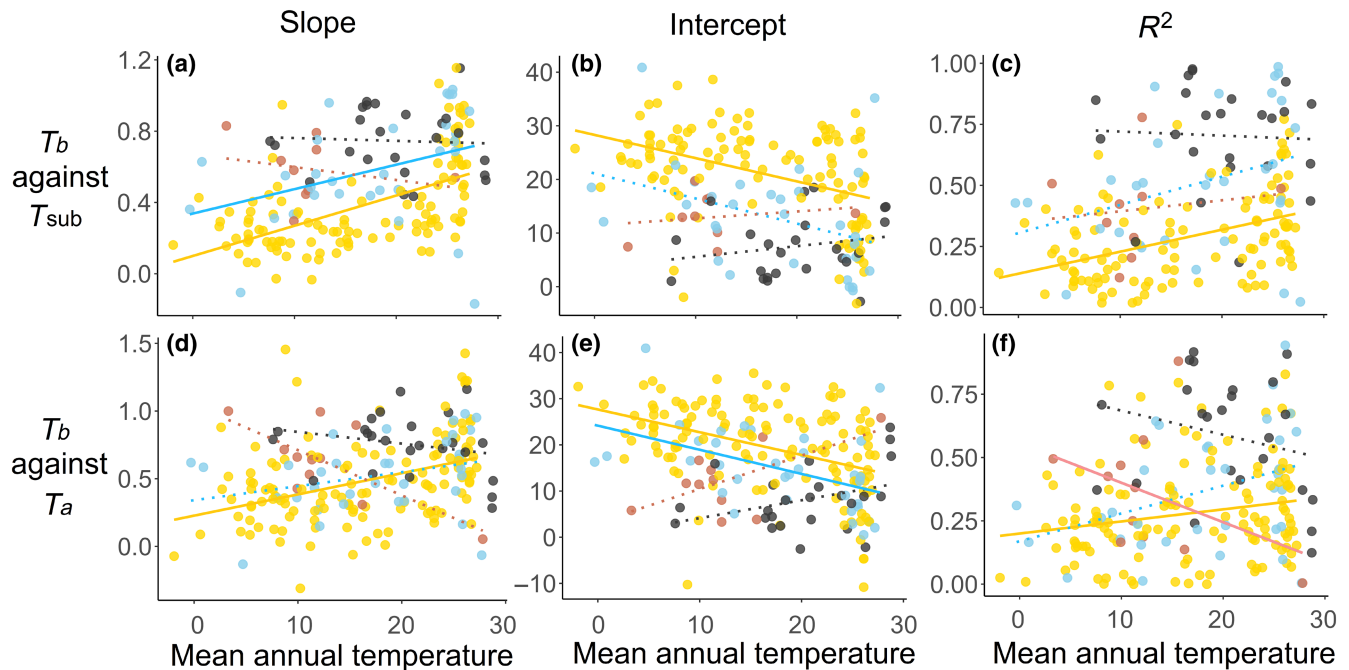 Slope Intercept R²
(a) (b) (c)
1.2 0.8 0.4 0.0
40 30 20 10 0
1.00 0.75 0.50 0.25 0.00
Tb
against
Tsub
(d) (e) (f)
1.5 1.0 0.5 0.0
40 30 20 10 0 −10
0.75 0.50 0.25 0.00
Tb
against
Ta
0 10 20 30 0 10 20 30 0 10 20 30
Mean annual temperature Mean annual temperature Mean annual temperature